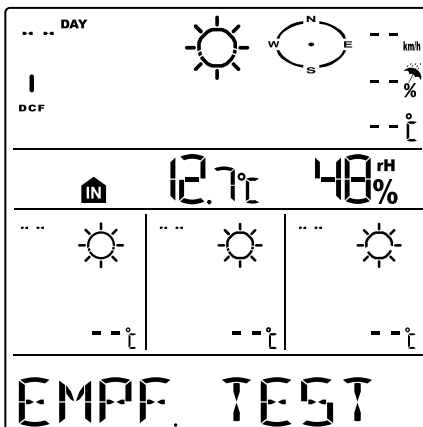 -- DAY
N
W E
S
-- km/h
I
DCF
-- %
-- °C
IN 12.7°C 48 rH %
-- -- --
-- °C -- °C -- °C
EMPF. TEST